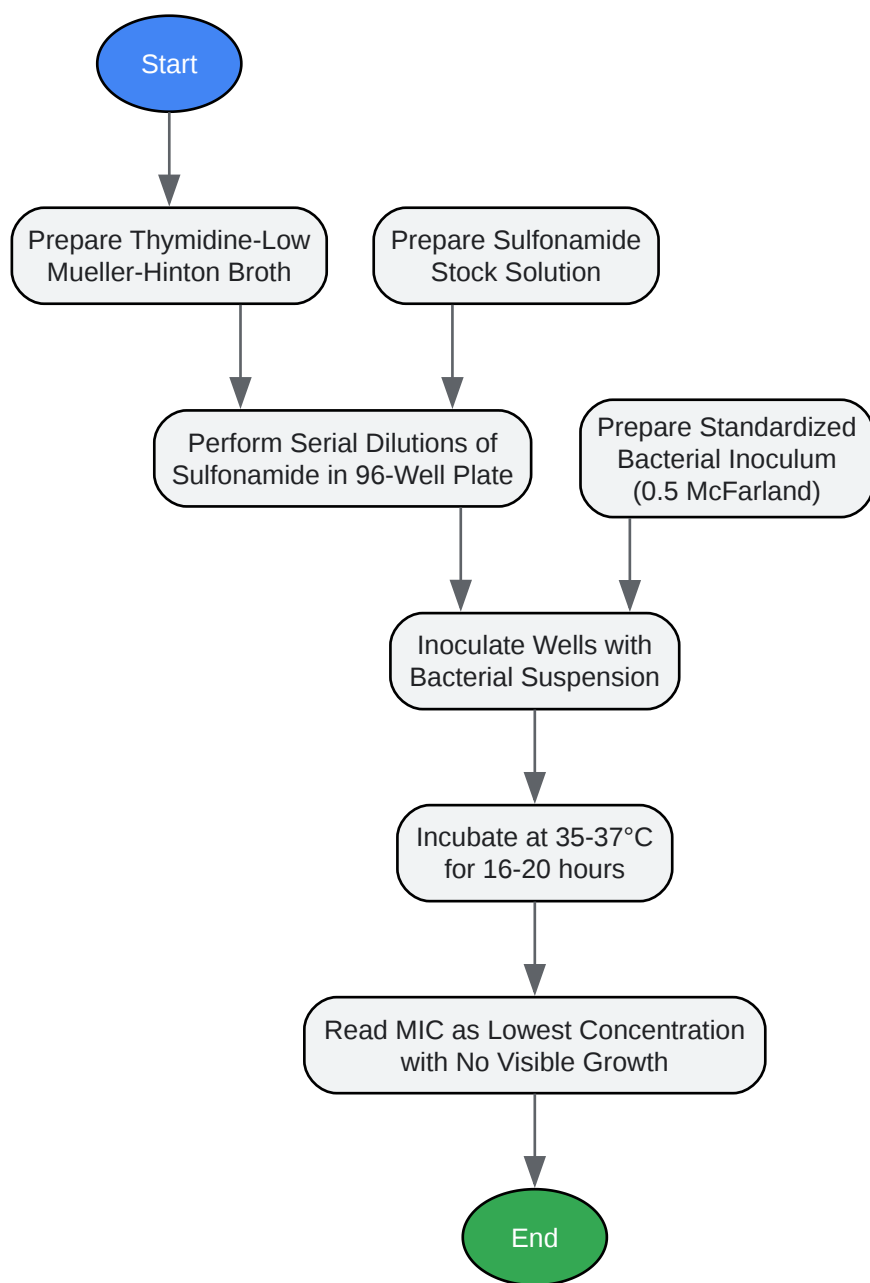 Start
Prepare Thymidine-Low
Mueller-Hinton Broth
Prepare Sulfonamide
Stock Solution
Perform Serial Dilutions of
Sulfonamide in 96-Well Plate
Prepare Standardized
Bacterial Inoculum
(0.5 McFarland)
Inoculate Wells with
Bacterial Suspension
Incubate at 35-37°C
for 16-20 hours
Read MIC as Lowest Concentration
with No Visible Growth
End